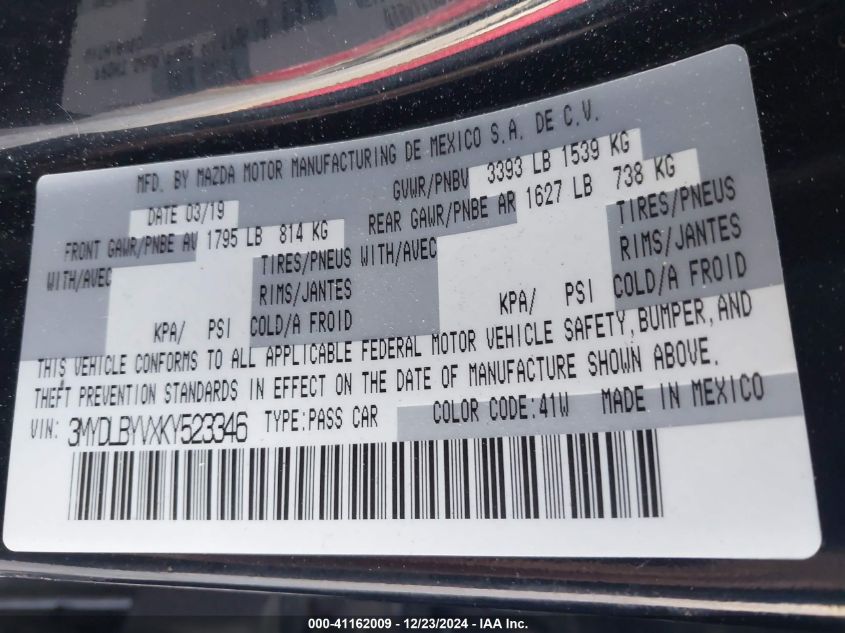 MFD. BY MAZDA MOTOR MANUFACTURING DE MEXICO S.A. DE C.V.
DATE 03/19 GVWR/PNBV 3393 LB 1539 KG
FRONT GAWR/PNBE AV 1795 LB 814 KG REAR GAWR/PNBE AR 1627 LB 738 KG
WITH/AVEC TIRES/PNEUS WITH/AVEC TIRES/PNEUS
RIMS/JANTES RIMS/JANTES
KPA/ PSI COLD/A FROID KPA/ PSI COLD/A FROID
THIS VEHICLE CONFORMS TO ALL APPLICABLE FEDERAL MOTOR VEHICLE SAFETY, BUMPER, AND
THEFT PREVENTION STANDARDS IN EFFECT ON THE DATE OF MANUFACTURE SHOWN ABOVE.
VIN: 3MYDLBYVXKY523346 TYPE:PASS CAR COLOR CODE:41W MADE IN MEXICO
000-41162009 - 12/23/2024 - IAA Inc.